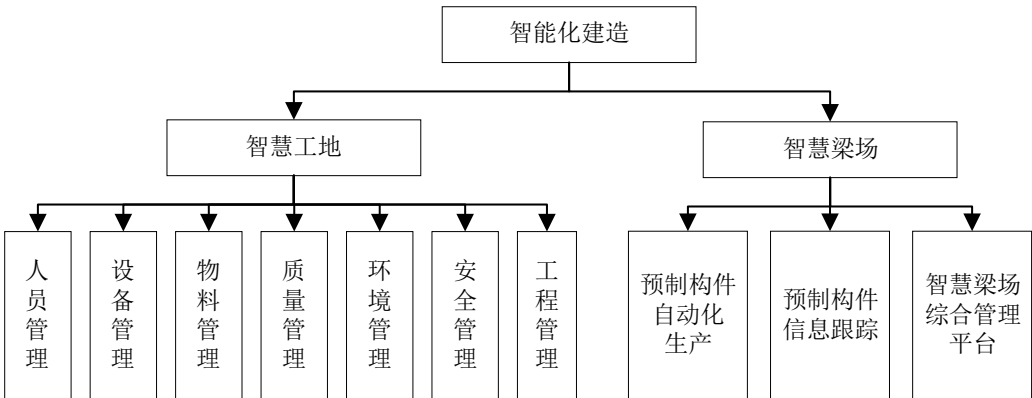 智能化建造
智慧工地
智慧梁场
人员管理
设备管理
物料管理
质量管理
环境管理
安全管理
工程管理
预制构件
自动化
生产
预制构件
信息跟踪
智慧梁场
综合管理
平台